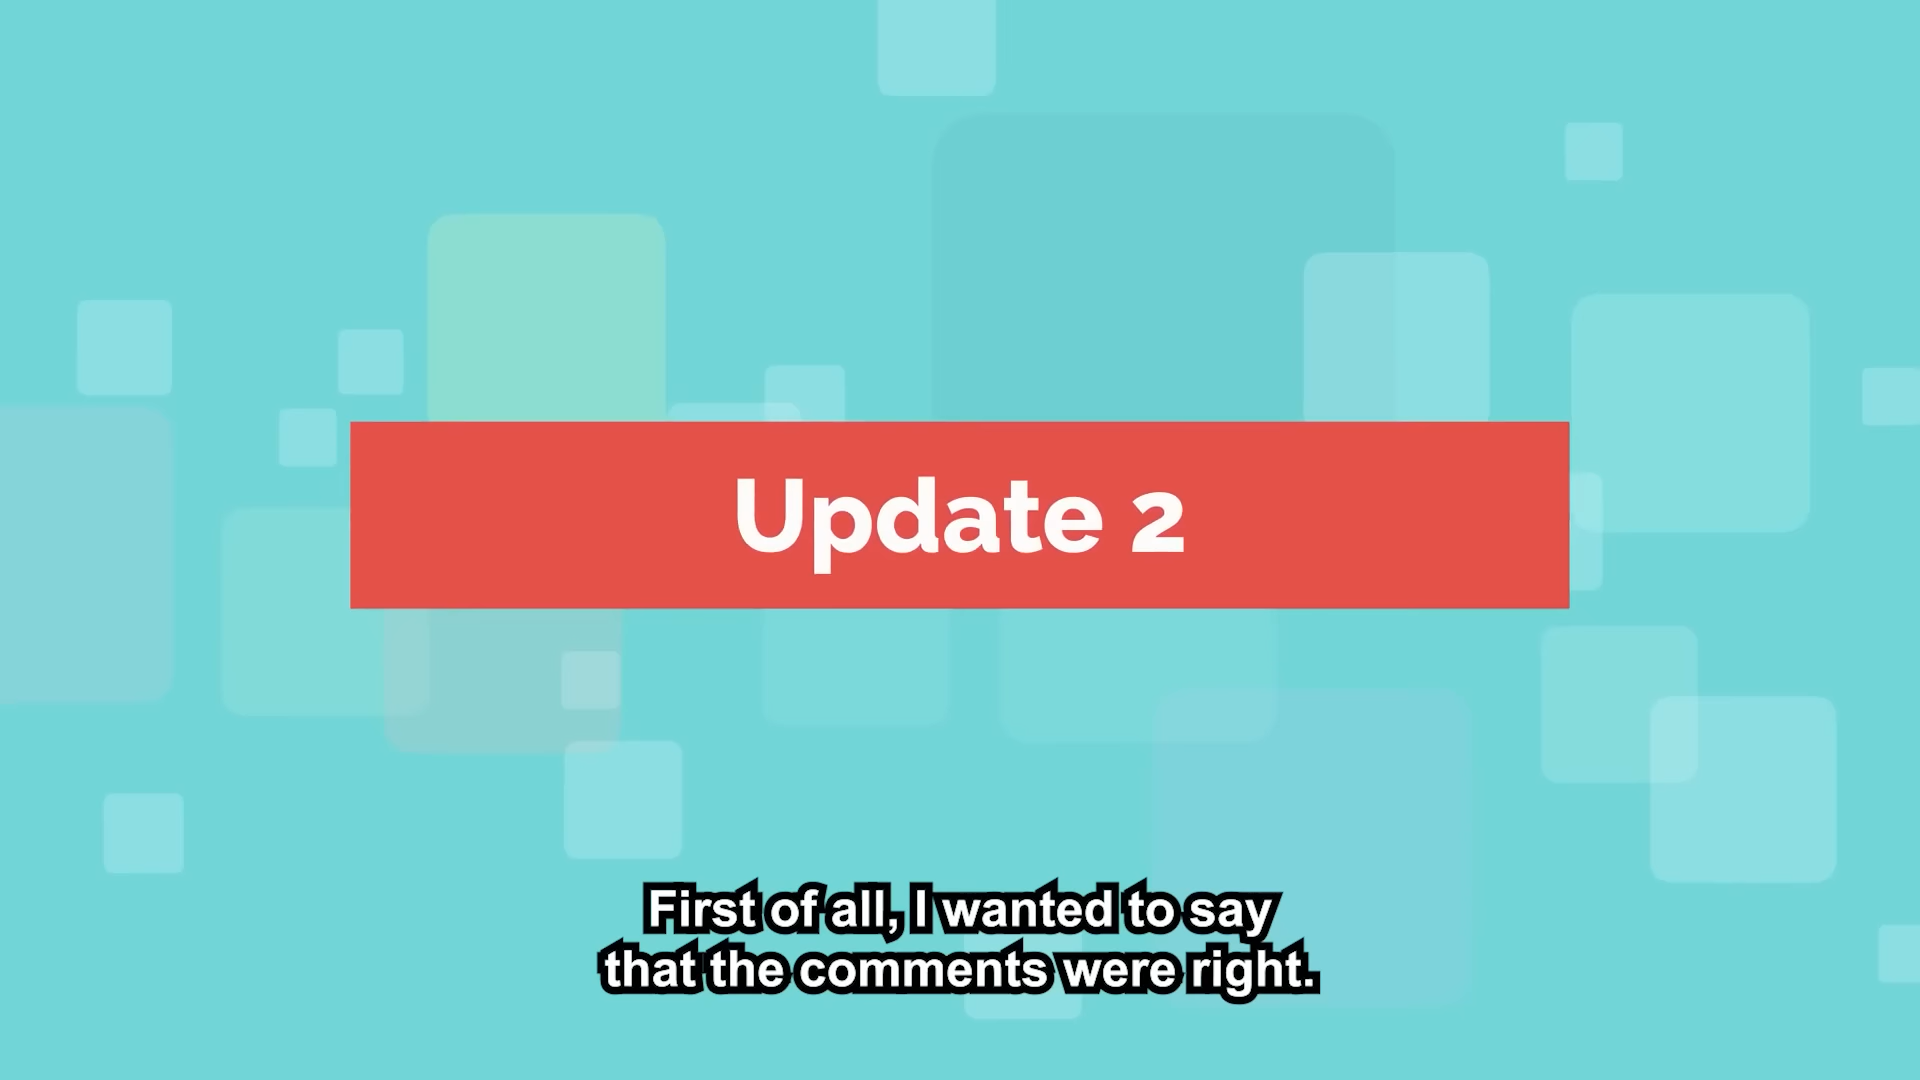 Update 2
First of all, I wanted to say
that the comments were right.